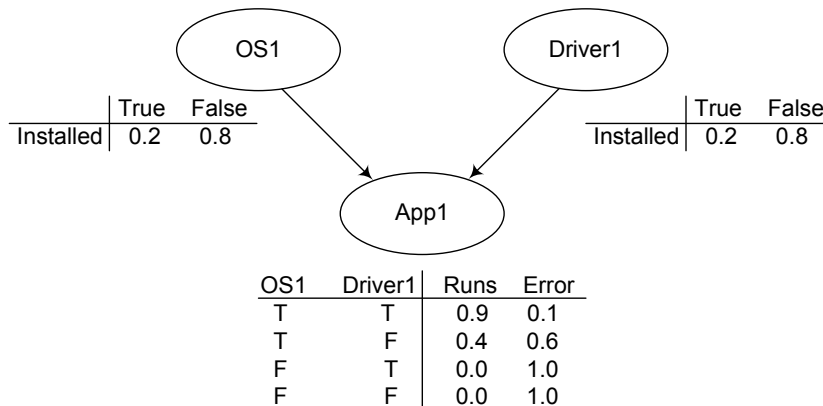 OS1
Driver1
True False
Installed 0.2 0.8
True False
Installed 0.2 0.8
App1
OS1 Driver1 Runs Error
T T 0.9 0.1
T F 0.4 0.6
F T 0.0 1.0
F F 0.0 1.0